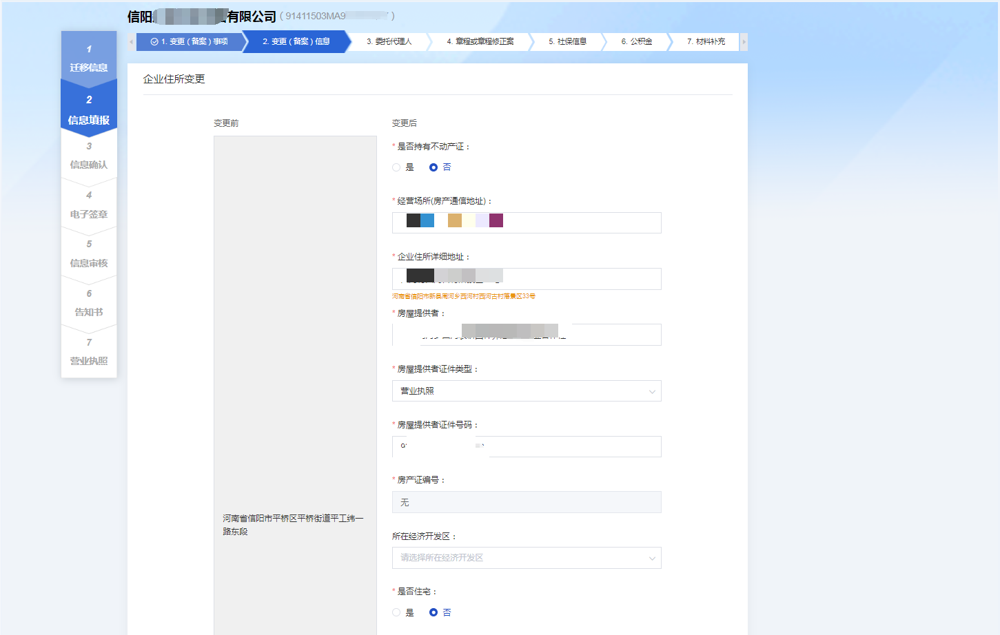 信阳 有限公司 ( 91411503MA9 )
1. 变更 ( 备案 ) 事项
2. 变更 ( 备案 ) 信息
3. 委托代理人
4. 章程或章程修正案
5. 社保信息
6. 公积金
7. 材料补充
1
迁移信息
2
信息填报
3
信息确认
4
电子签章
5
信息审核
6
告知书
7
营业执照
企业住所变更
变更前
河南省信阳市平桥区平桥街道平工纬一
路东段
变更后
* 是否持有不动产证：
是 否
* 经营场所(房产通信地址)：
* 企业住所详细地址：
河南省信阳市新县周河乡西河村西河古村落景区33号
* 房屋提供者：
* 房屋提供者证件类型：
营业执照
* 房屋提供者证件号码：
* 房产证编号：
无
所在经济开发区：
请选择所在经济开发区
* 是否住宅：
是 否